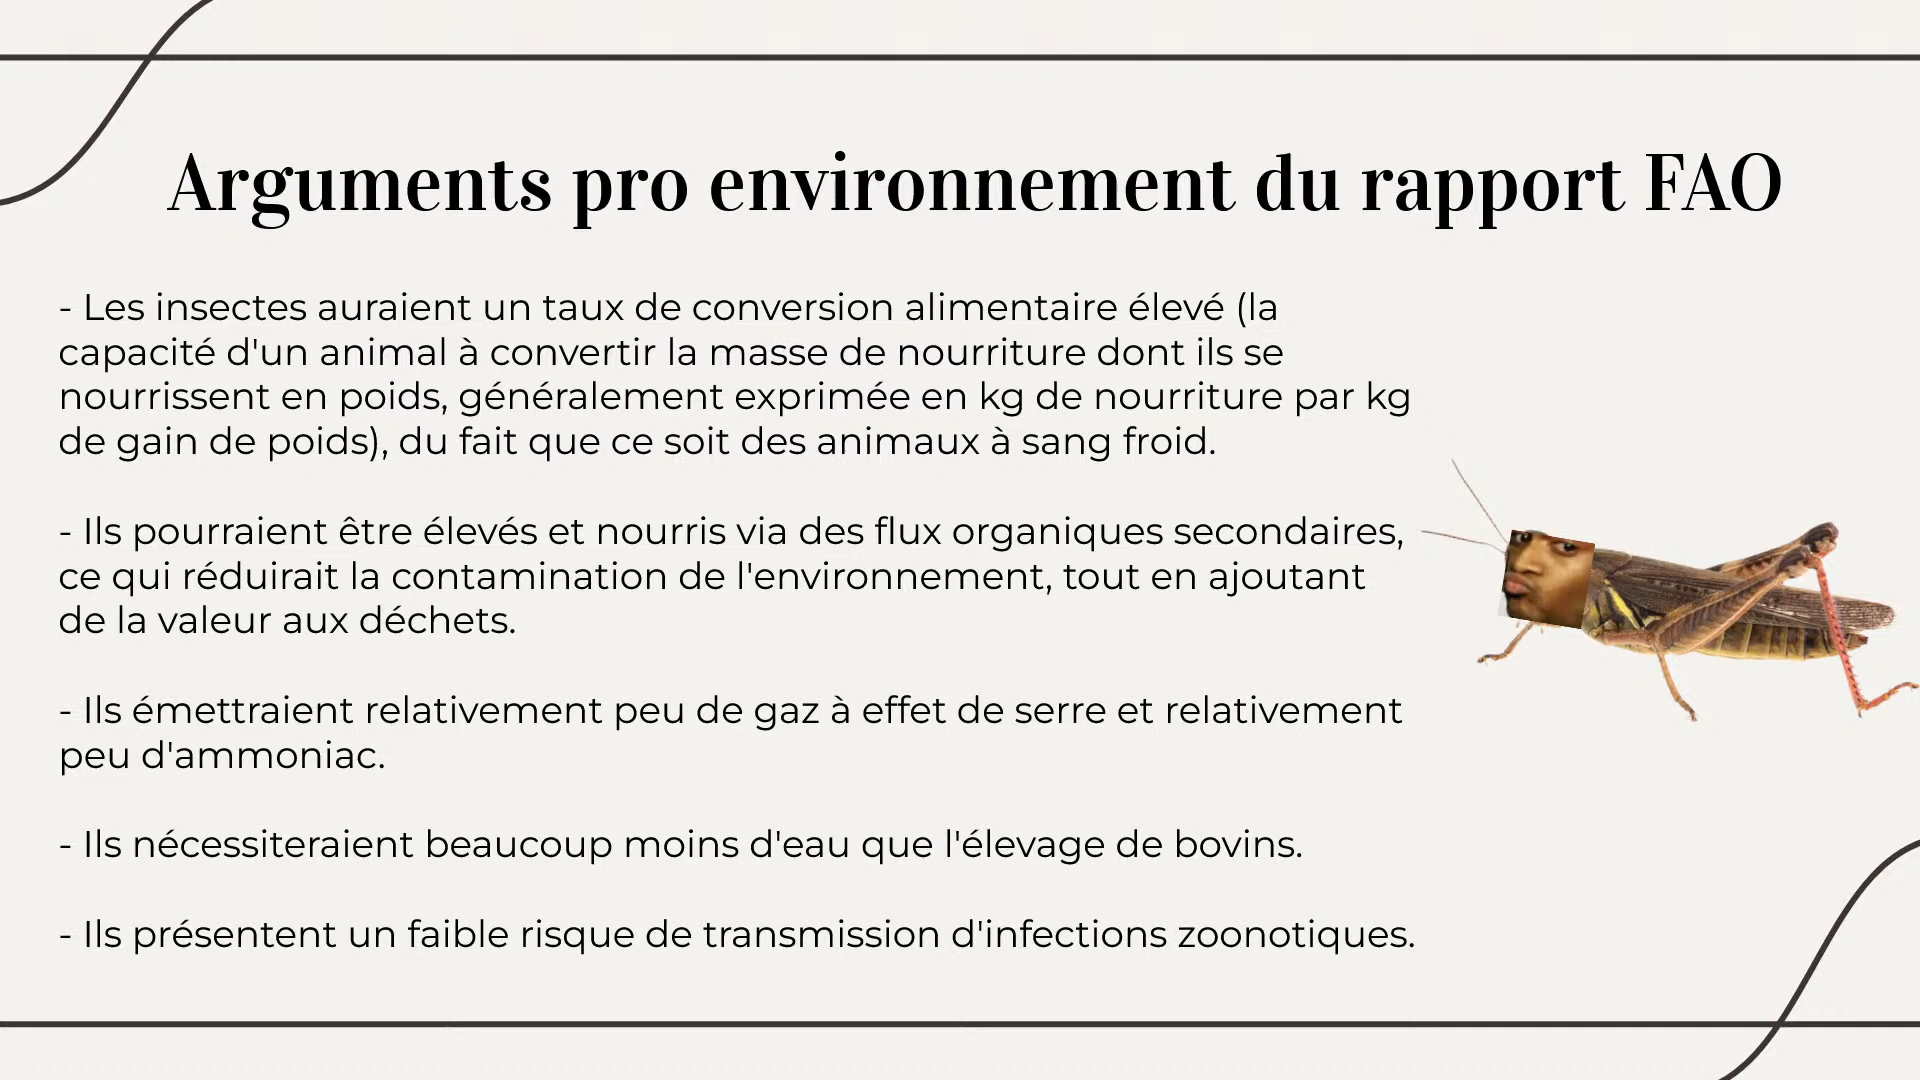 Arguments pro environnement du rapport FAO
- Les insectes auraient un taux de conversion alimentaire élevé (la
capacité d'un animal à convertir la masse de nourriture dont ils se
nourrissent en poids, généralement exprimée en kg de nourriture par kg
de gain de poids), du fait que ce soit des animaux à sang froid.
- Ils pourraient être élevés et nourris via des flux organiques secondaires,
ce qui réduirait la contamination de l'environnement, tout en ajoutant
de la valeur aux déchets.
- Ils émettraient relativement peu de gaz à effet de serre et relativement
peu d'ammoniac.
- Ils nécessiteraient beaucoup moins d'eau que l'élevage de bovins.
- Ils présentent un faible risque de transmission d'infections zoonotiques.